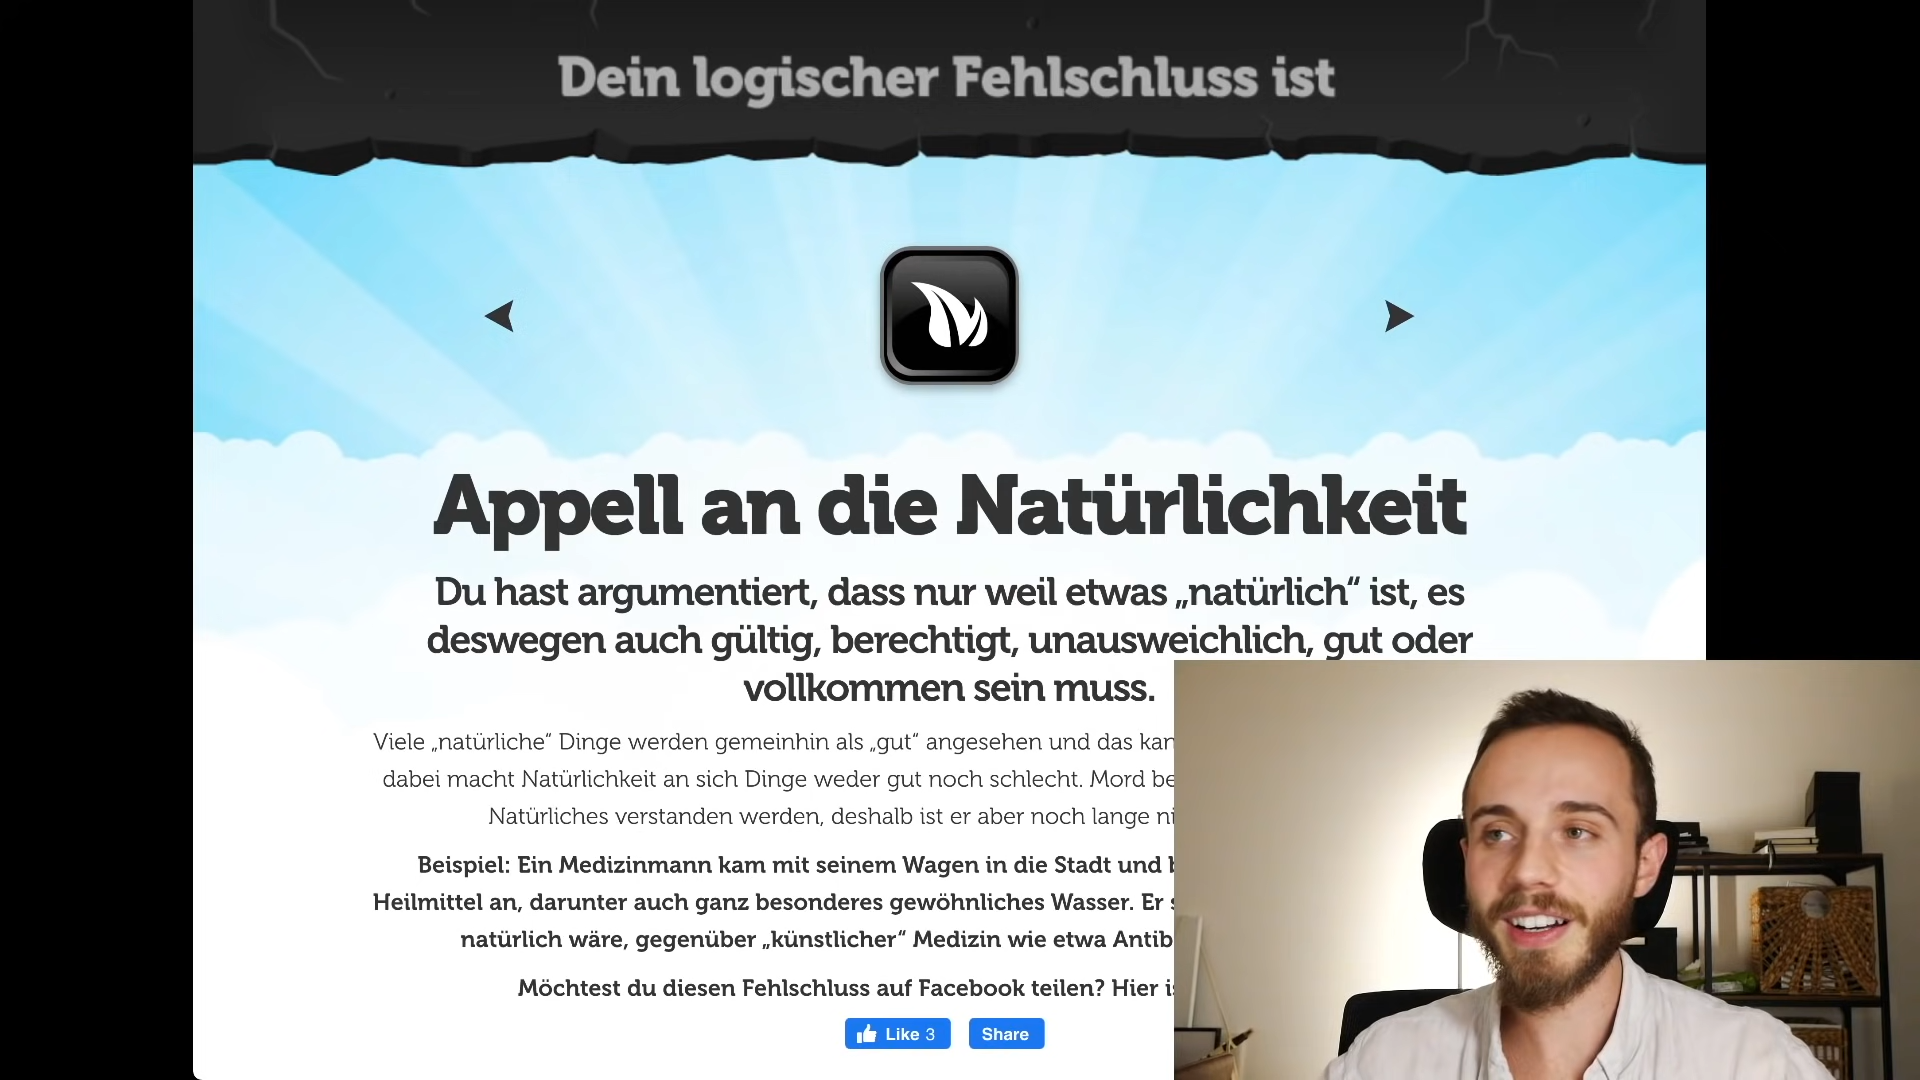 Dein logischer Fehlschluss ist
Appell an die Natürlichkeit
Du hast argumentiert, dass nur weil etwas „natürlich“ ist, es
deswegen auch gültig, berechtigt, unausweichlich, gut oder
vollkommen sein muss.
Viele „natürliche“ Dinge werden gemeinhin als „gut“ angesehen und das
dabei macht Natürlichkeit an sich Dinge weder gut noch schlecht. Mord
Natürliches verstanden werden, deshalb ist er aber noch lange
Beispiel: Ein Medizinmann kam mit seinem Wagen in die Stadt und
Heilmittel an, darunter auch ganz besonderes gewöhnliches Wasser. Er
natürlich wäre, gegenüber „künstlicher“ Medizin wie etwa
Möchtest du diesen Fehlschluss auf Facebook teilen? Hier
Like 3
Share